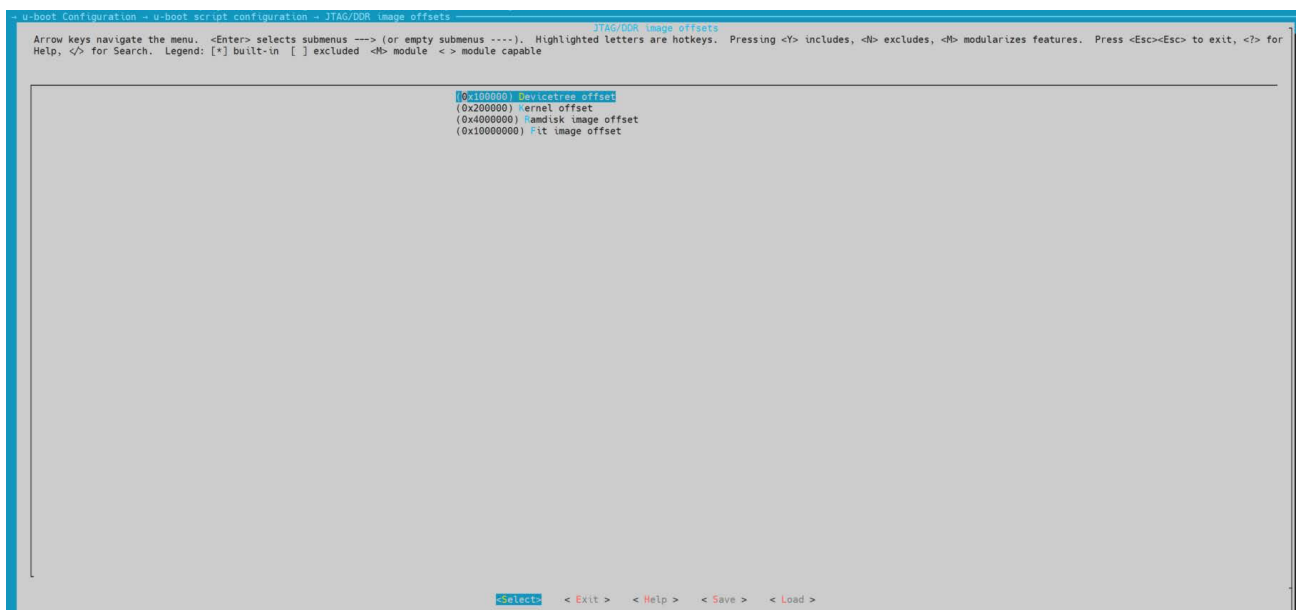 → u-boot Configuration → u-boot script configuration → JTAG/DDR image offsets
JTAG/DDR image offsets
Arrow keys navigate the menu. <Enter> selects submenus ---> (or empty submenus ----). Highlighted letters are hotkeys. Pressing <Y> includes, <N> excludes, <M> modularizes features. Press <Esc><Esc> to exit, <?> for
Help, </> for Search. Legend: [*] built-in [ ] excluded <M> module < > module capable
(0x100000) Devicetree offset
(0x200000) Kernel offset
(0x4000000) Ramdisk image offset
(0x10000000) Fit image offset
<Select> < Exit > < Help > < Save > < Load >